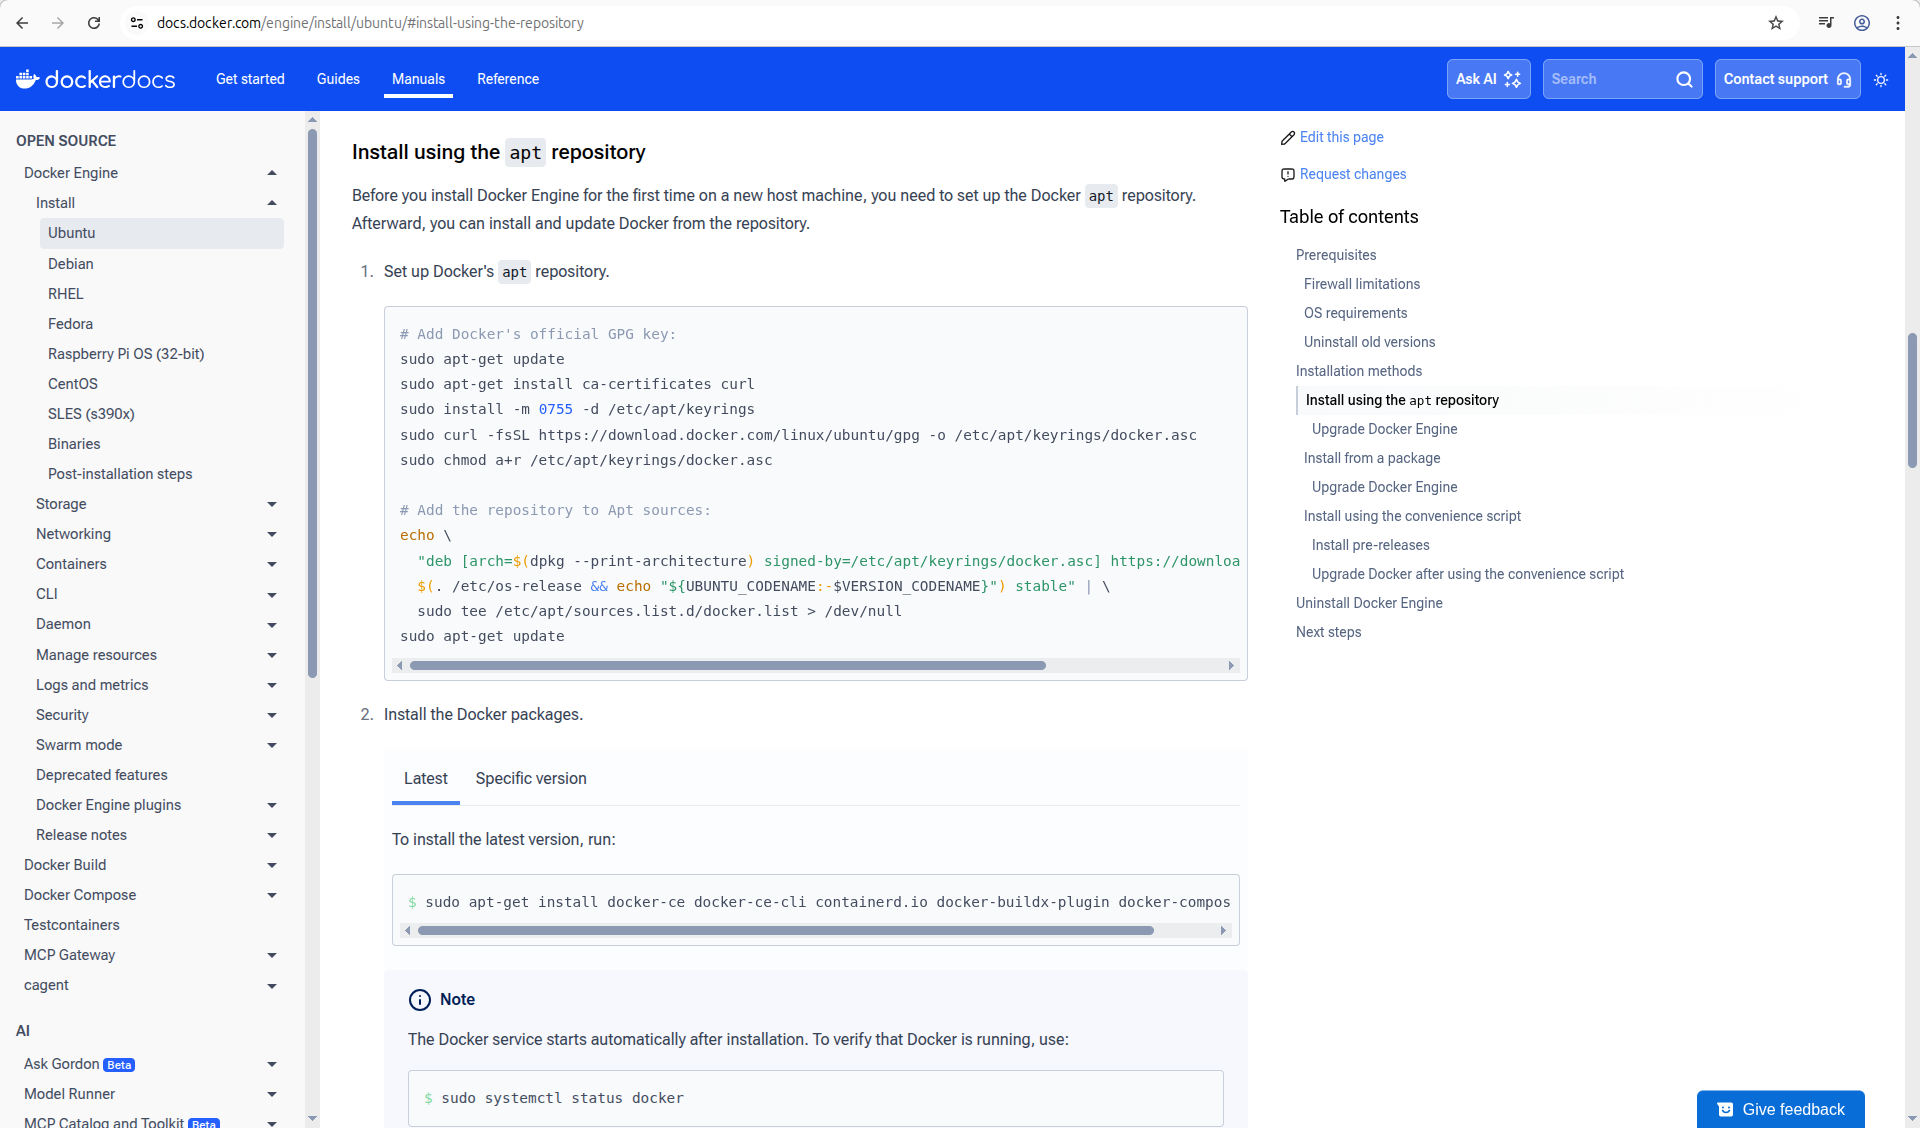 docs.docker.com/engine/install/ubuntu/#install-using-the-repository
dockerdocs
Get started
Guides
Manuals
Reference
Ask AI
Search
Contact support
OPEN SOURCE
Docker Engine
Install
Ubuntu
Debian
RHEL
Fedora
Raspberry Pi OS (32-bit)
CentOS
SLES (s390x)
Binaries
Post-installation steps
Storage
Networking
Containers
CLI
Daemon
Manage resources
Logs and metrics
Security
Swarm mode
Deprecated features
Docker Engine plugins
Release notes
Docker Build
Docker Compose
Testcontainers
MCP Gateway
cagent
AI
Ask Gordon Beta
Model Runner
MCP Catalog and Toolkit Beta
Install using the apt repository
Before you install Docker Engine for the first time on a new host machine, you need to set up the Docker apt repository.
Afterward, you can install and update Docker from the repository.
1. Set up Docker's apt repository.
# Add Docker's official GPG key:
sudo apt-get update
sudo apt-get install ca-certificates curl
sudo install -m 0755 -d /etc/apt/keyrings
sudo curl -fsSL https://download.docker.com/linux/ubuntu/gpg -o /etc/apt/keyrings/docker.asc
sudo chmod a+r /etc/apt/keyrings/docker.asc
# Add the repository to Apt sources:
echo \
"deb [arch=$(dpkg --print-architecture) signed-by=/etc/apt/keyrings/docker.asc] https://downloa
$(. /etc/os-release && echo "${UBUNTU_CODENAME:-$VERSION_CODENAME}") stable" | \
sudo tee /etc/apt/sources.list.d/docker.list > /dev/null
sudo apt-get update
2. Install the Docker packages.
Latest
Specific version
To install the latest version, run:
$ sudo apt-get install docker-ce docker-ce-cli containerd.io docker-buildx-plugin docker-compos
Note
The Docker service starts automatically after installation. To verify that Docker is running, use:
$ sudo systemctl status docker
Edit this page
Request changes
Table of contents
Prerequisites
Firewall limitations
OS requirements
Uninstall old versions
Installation methods
Install using the apt repository
Upgrade Docker Engine
Install from a package
Upgrade Docker Engine
Install using the convenience script
Install pre-releases
Upgrade Docker after using the convenience script
Uninstall Docker Engine
Next steps
Give feedback